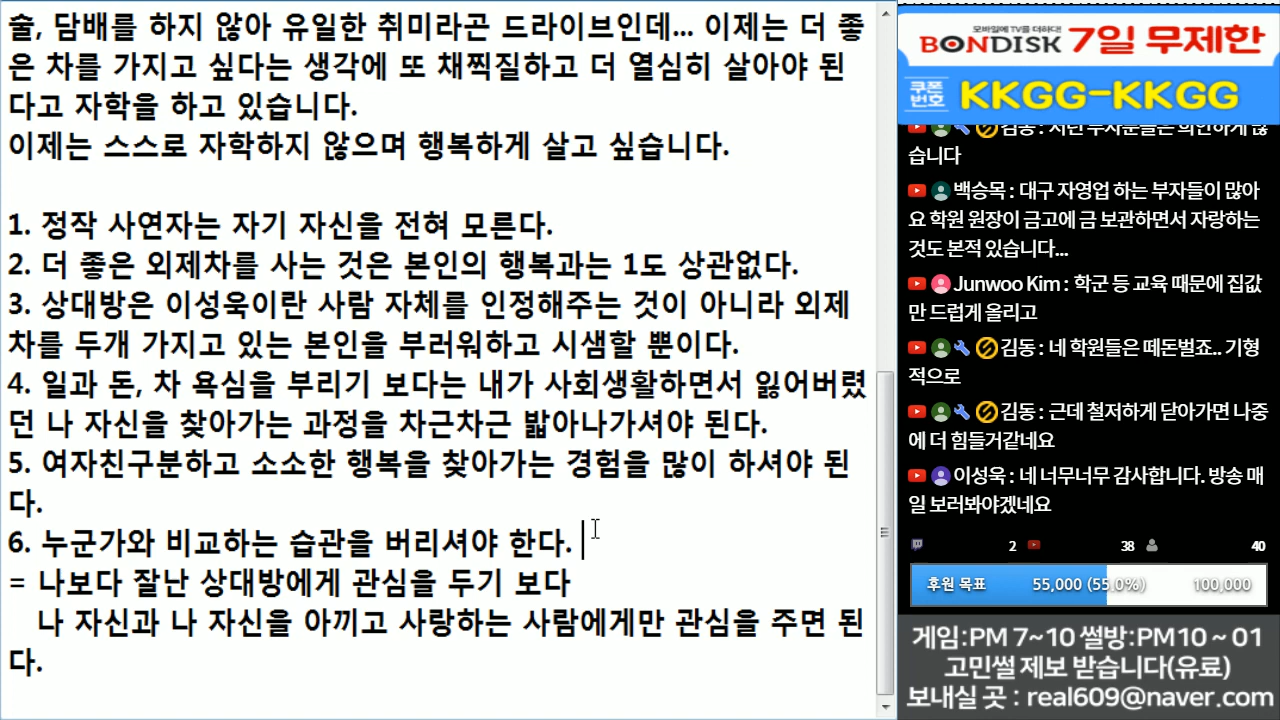 술, 담배를 하지 않아 유일한 취미라곤 드라이브인데... 이제는 더 좋
은 차를 가지고 싶다는 생각에 또 채찍질하고 더 열심히 살아야 된
다고 자학을 하고 있습니다.
이제는 스스로 자학하지 않으며 행복하게 살고 싶습니다.
1. 정작 사연자는 자기 자신을 전혀 모른다.
2. 더 좋은 외제차를 사는 것은 본인의 행복과는 1도 상관없다.
3. 상대방은 이성욱이란 사람 자체를 인정해주는 것이 아니라 외제
차를 두개 가지고 있는 본인을 부러워하고 시샘할 뿐이다.
4. 일과 돈, 차 욕심을 부리기 보다는 내가 사회생활하면서 잃어버렸
던 나 자신을 찾아가는 과정을 차근차근 밟아나가셔야 된다.
5. 여자친구분하고 소소한 행복을 찾아가는 경험을 많이 하셔야 된
다.
6. 누군가와 비교하는 습관을 버리셔야 한다.
= 나보다 잘난 상대방에게 관심을 두기 보다
나 자신과 나 자신을 아끼고 사랑하는 사람에게만 관심을 주면 된
다.
모바일에 TV를 더하다!
BONDISK 7일 무제한
쿠폰
번호 KKGG-KKGG
습니다
백승목 : 대구 자영업 하는 부자들이 많아
요 학원 원장이 금고에 금 보관하면서 자랑하는
것도 본적 있습니다...
Junwoo Kim : 학군 등 교육 때문에 집값
만 드럽게 올리고
김동 : 네 학원들은 떼돈벌죠.. 기형
적으로
김동 : 근데 철저하게 닫아가면 나중
에 더 힘들거같네요
이성욱 : 네 너무너무 감사합니다. 방송 매
일 보러봐야겠네요
2 38 40
후원 목표 55,000 (55.0%) 100,000
게임:PM 7~10 썰방:PM10 ~ 01
고민썰 제보 받습니다(유료)
보내실 곳 : real609@naver.com